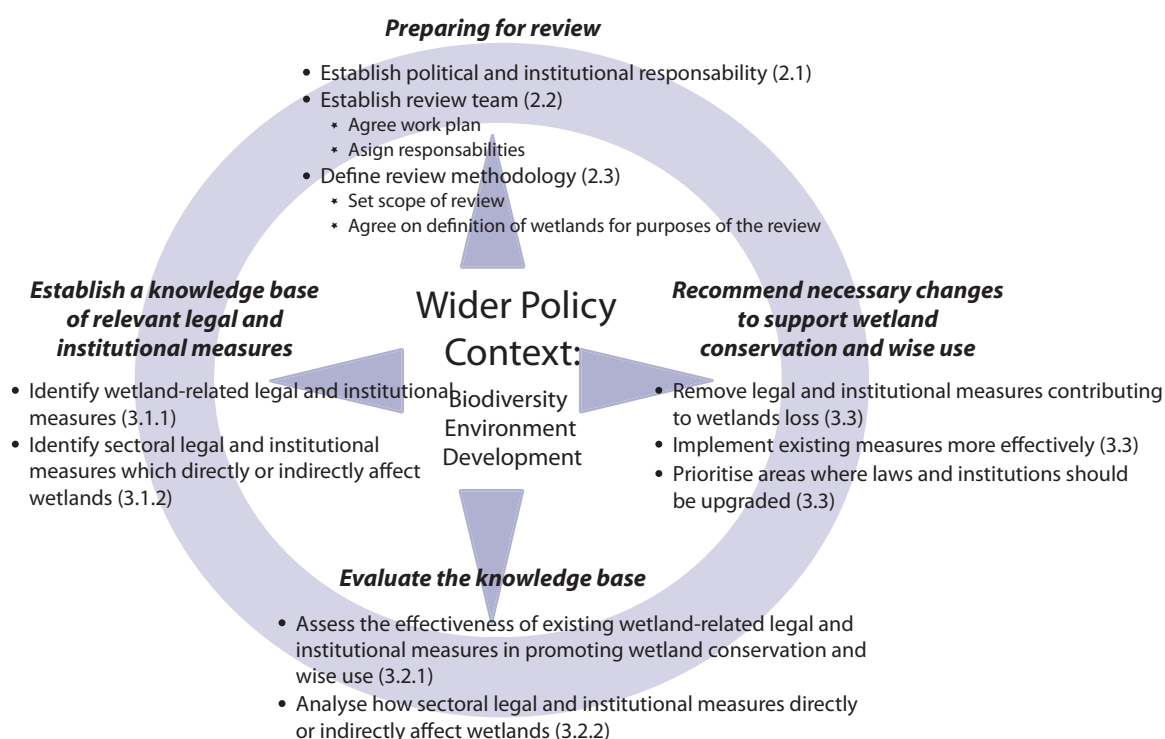 Preparing for review
• Establish political and institutional responsability (2.1)
• Establish review team (2.2)
* Agree work plan
* Asign responsabilities
• Define review methodology (2.3)
* Set scope of review
* Agree on definition of wetlands for purposes of the review
Establish a knowledge base
of relevant legal and
institutional measures
• Identify wetland-related legal and institutional
measures (3.1.1)
• Identify sectoral legal and institutional
measures which directly or indirectly affect
wetlands (3.1.2)
Wider Policy
Context:
Biodiversity
Environment
Development
Recommend necessary changes
to support wetland
conservation and wise use
• Remove legal and institutional measures contributing
to wetlands loss (3.3)
• Implement existing measures more effectively (3.3)
• Prioritise areas where laws and institutions should
be upgraded (3.3)
Evaluate the knowledge base
• Assess the effectiveness of existing wetland-related legal and
institutional measures in promoting wetland conservation and
wise use (3.2.1)
• Analyse how sectoral legal and institutional measures directly
or indirectly affect wetlands (3.2.2)